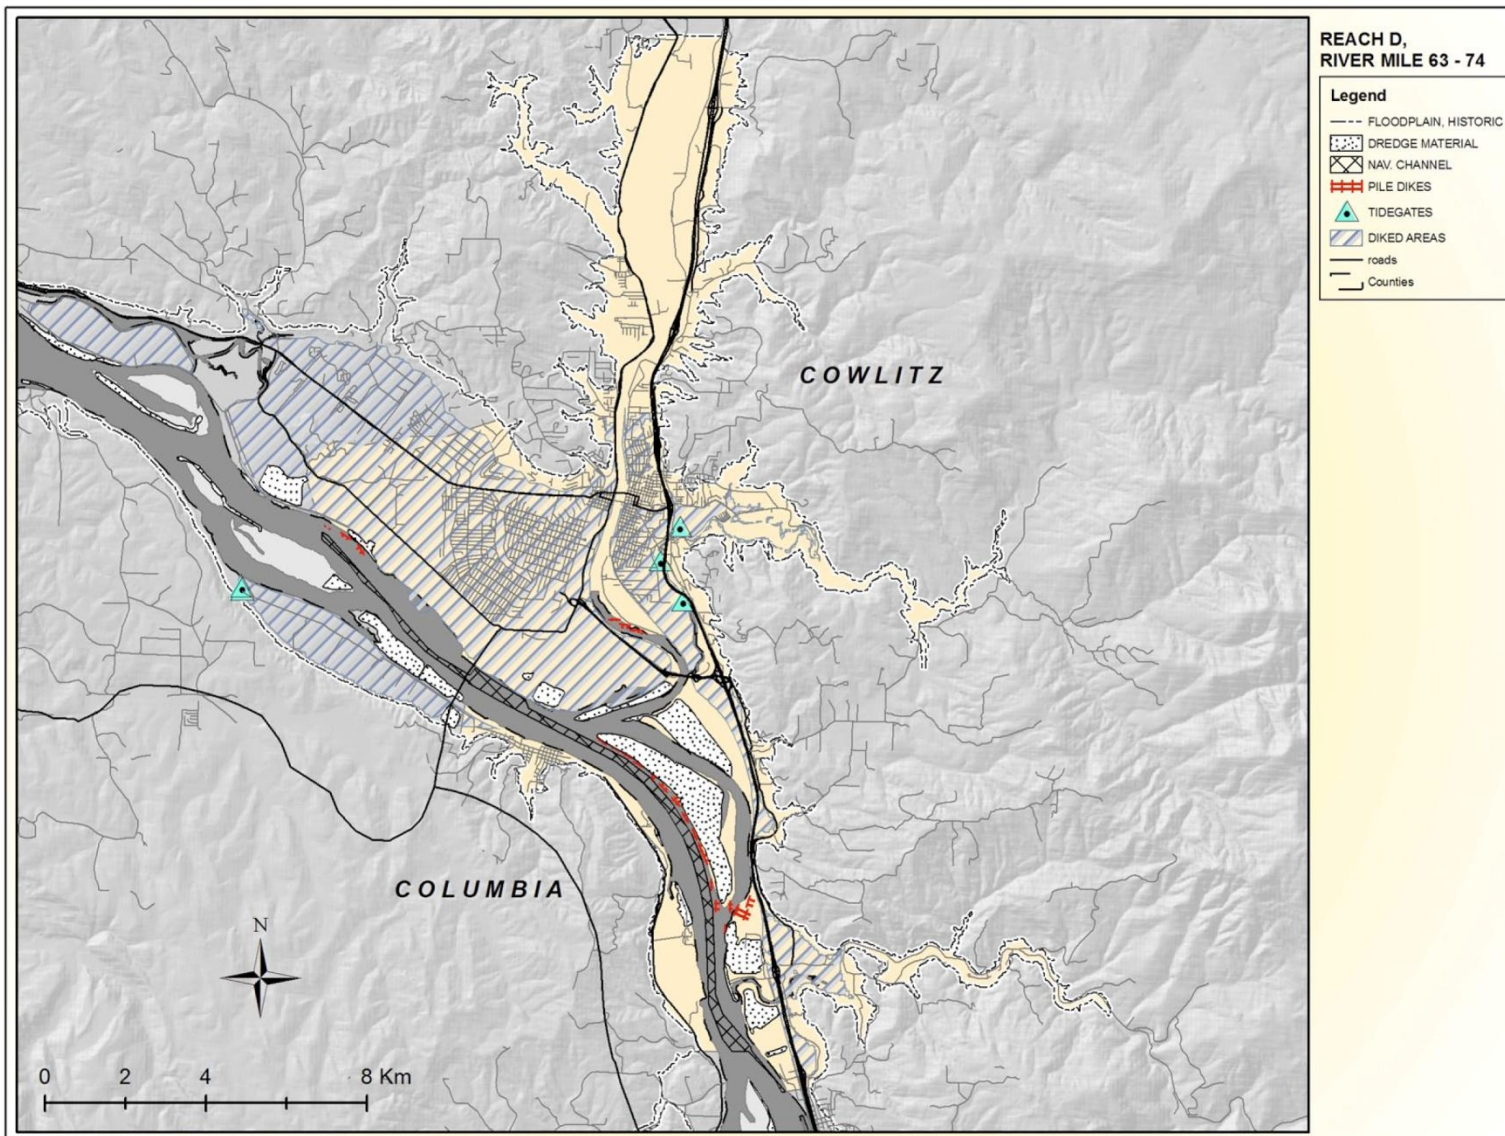 REACH D,
RIVER MILE 63 - 74
Legend
FLOODPLAIN, HISTORIC
DREDGE MATERIAL
NAV. CHANNEL
PILE DIKES
TIDEGATES
DIKED AREAS
roads
Counties
COWLITZ
COLUMBIA
N
0 2 4 8 Km